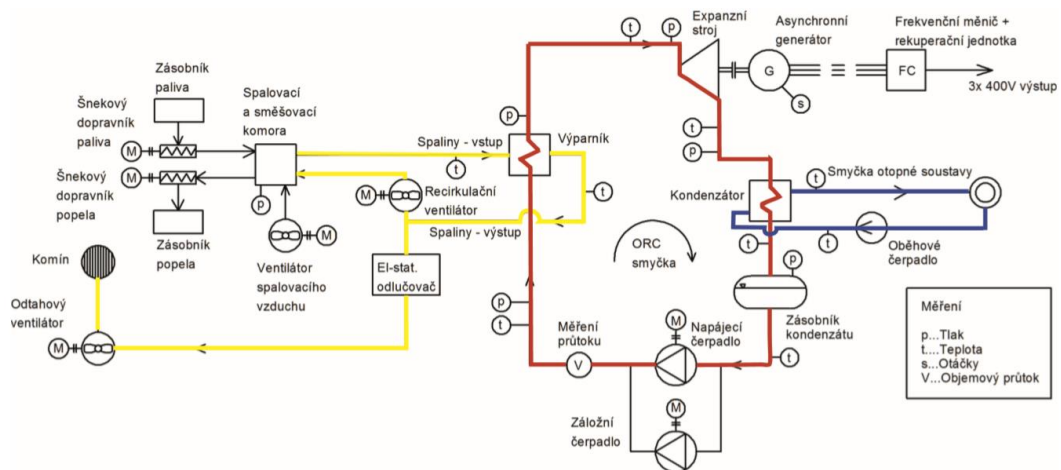 Zásobník
paliva
Šnekový
dopravník
paliva
M
Šnekový
dopravník
popela
M
Zásobník
popela
Spalovací
a směšovací
komora
p
M
Ventilátor
spalovacího
vzduchu
Komín
Odtahový
ventilátor
M
Spaliny - vstup
t
M
Recirkulační
ventilátor
Spaliny - výstup
El-stat.
odlučovač
p
Výparník
t
t
p
Expanzní
stroj
Asynchronní
generátor
G
s
Frekvenční měnič +
rekuperační jednotka
FC
3x 400V výstup
t
p
Kondenzátor
t
Smyčka otopné soustavy
t
t
Oběhové
čerpadlo
ORC
smyčka
p
Zásobník
kondenzátu
t
p
t
Měření
průtoku
V
M
Napájecí
čerpadlo
M
Záložní
čerpadlo
Měření
p...Tlak
t....Teplota
s...Otáčky
V...Objemový průtok